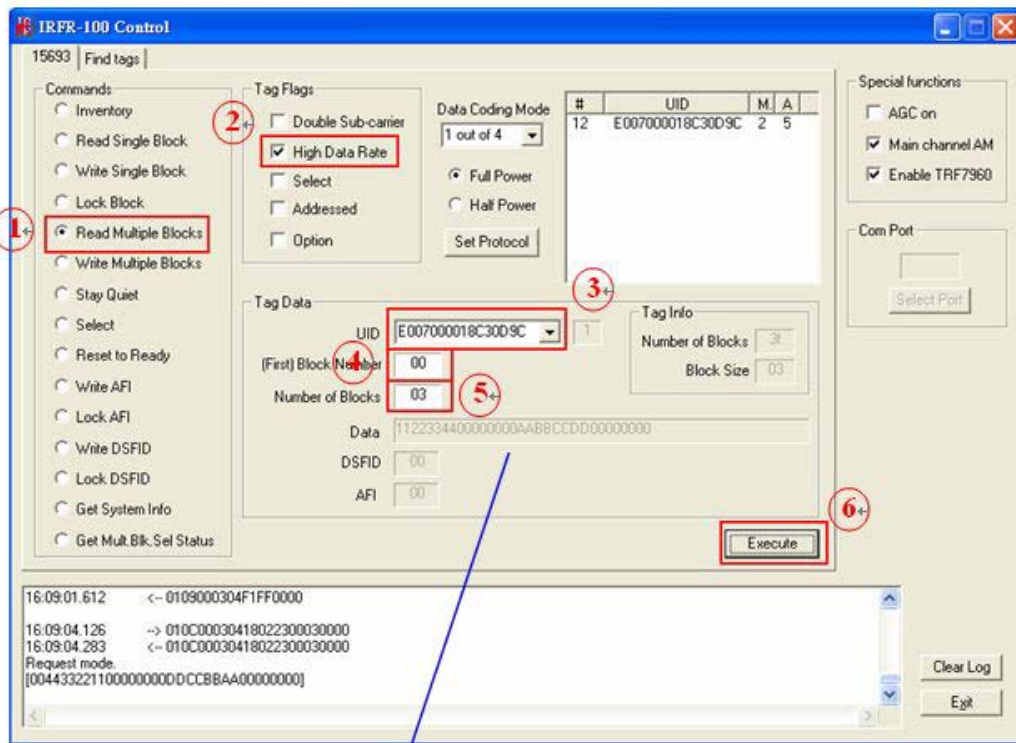 IRFR-100 Control
15693 Find tags
Commands
Inventory
Read Single Block
Write Single Block
Lock Block
1 Read Multiple Blocks
Write Multiple Blocks
Stay Quiet
Select
Reset to Ready
Write AFI
Lock AFI
Write DSFID
Lock DSFID
Get System Info
Get Mult.Blk.Sel Status
Tag Flags
2 Double Sub-carrier
High Data Rate
Select
Addressed
Option
Data Coding Mode
1 out of 4
Full Power
Half Power
Set Protocol
# UID M. A
12 E007000018C30D9C 2 5
Special functions
AGC on
Main channel AM
Enable TRF7960
Com Port
Select Port
Tag Data
3
UID E007000018C30D9C 1
4 (First) Block Number 00
Number of Blocks 03 5
Data 1122334400000000AABBCCDD00000000
DSFID 00
AFI 00
Tag Info
Number of Blocks 3f
Block Size 03
6
Execute
16:09:01.612 <-- 0109000304F1FF0000
16:09:04.126 --> 010C00030418022300030000
16:09:04.283 <-- 010C00030418022300030000
Request mode.
[004433221100000000DDCCBBAA00000000]
Clear Log
Exit